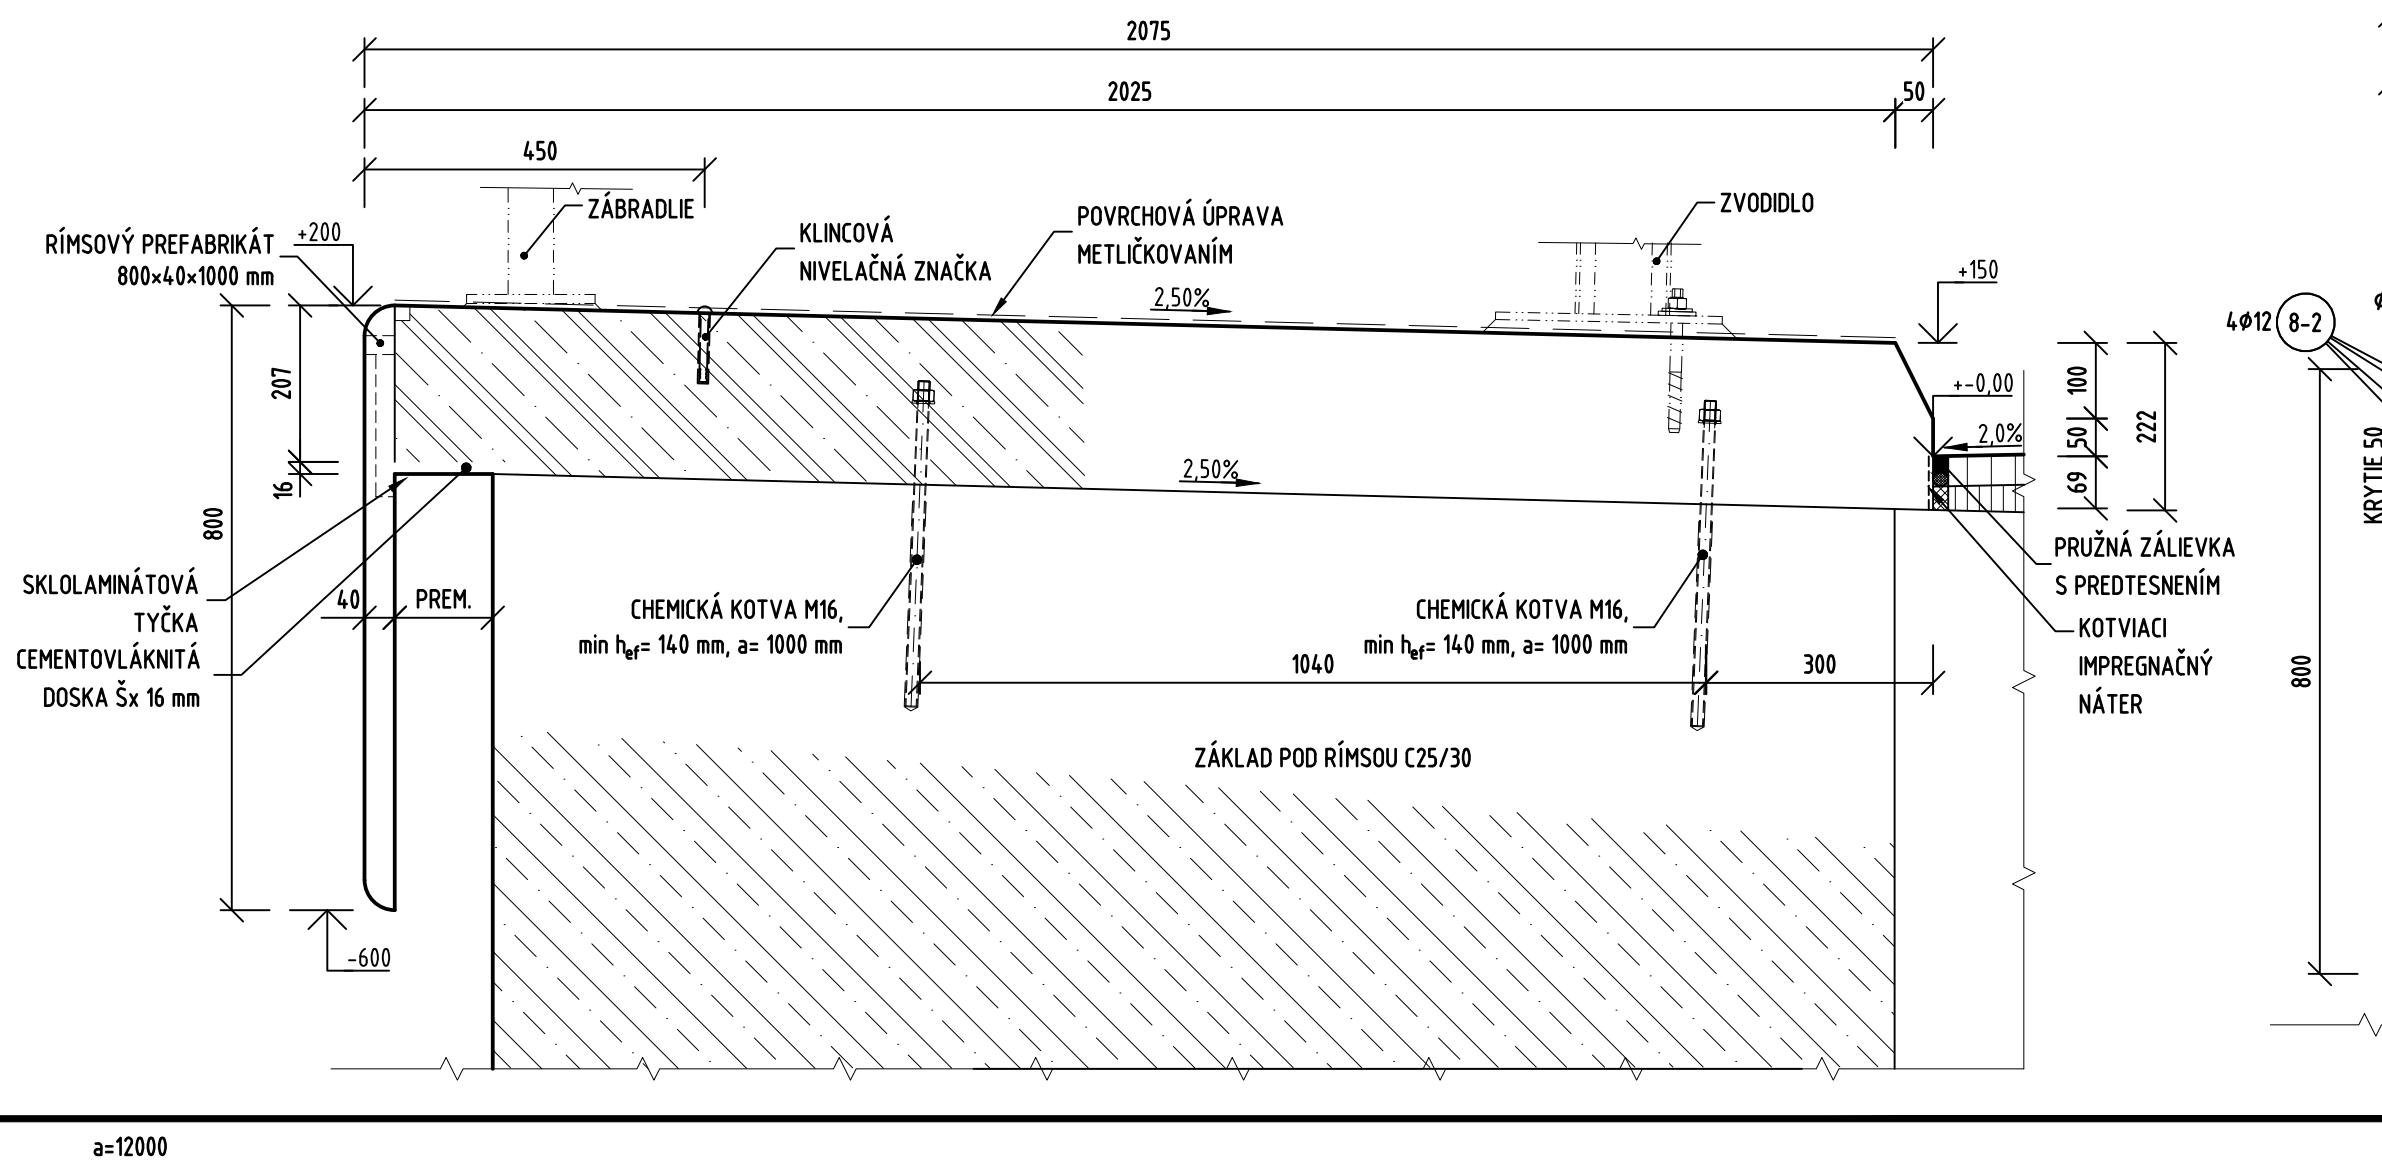 2075
2025
50
450
ZÁBRADLIE
ZVODIDLO
RÍMSOVÝ PREFABRIKÁT
800×40×1000 mm
+200
KLINCOVÁ
NIVELAČNÁ ZNAČKA
POVRCHOVÁ ÚPRAVA
METLIČKOVANÍM
2,50%
+150
4ϕ12
8-2
+-0,00
2,0%
100
50
69
222
207
16
800
2,50%
KRYTIE 50
SKLOLAMINÁTOVÁ
TYČKA
CEMENTOVLÁKNITÁ
DOSKA Šx 16 mm
40
PREM.
CHEMICKÁ KOTVA M16,
min hef= 140 mm, a= 1000 mm
CHEMICKÁ KOTVA M16,
min hef= 140 mm, a= 1000 mm
1040
300
PRUŽNÁ ZÁLIEVKA
S PREDTESNENÍM
KOTVIACI
IMPREGNAČNÝ
NÁTER
800
ZÁKLAD POD RÍMSOU C25/30
-600
a=12000